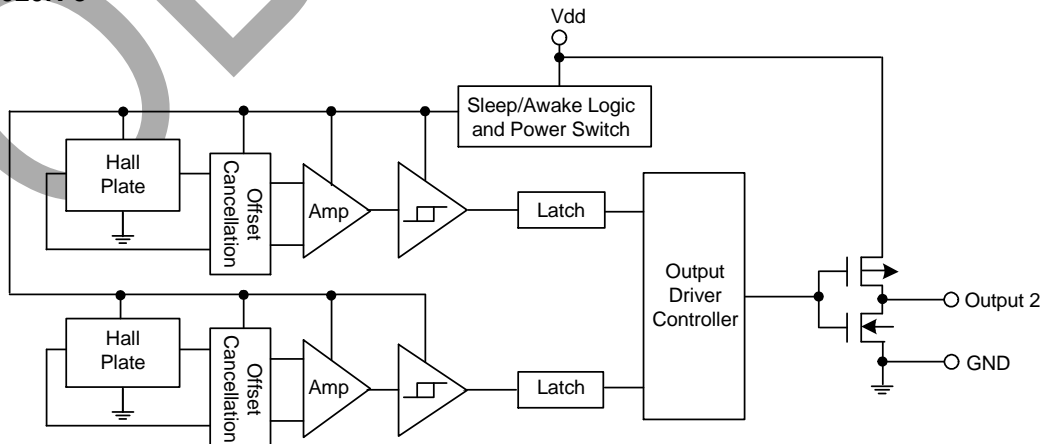 Vdd
Sleep/Awake Logic
and Power Switch
Hall
Plate
Offset
Cancellation
Amp
Latch
Output
Driver
Controller
Output 2
GND
Hall
Plate
Offset
Cancellation
Amp
Latch